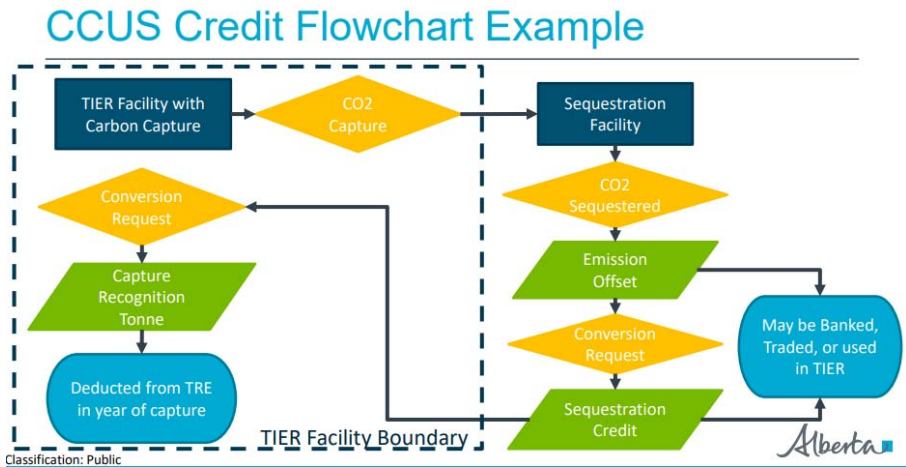 CCUS Credit Flowchart Example
TIER Facility with
Carbon Capture
CO2
Capture
Sequestration
Facility
Conversion
Request
CO2
Sequestered
Capture
Recognition
Tonne
Emission
Offset
May be Banked,
Traded, or used
in TIER
Conversion
Request
Deducted from TRE
in year of capture
Sequestration
Credit
TIER Facility Boundary
Alberta
Classification: Public